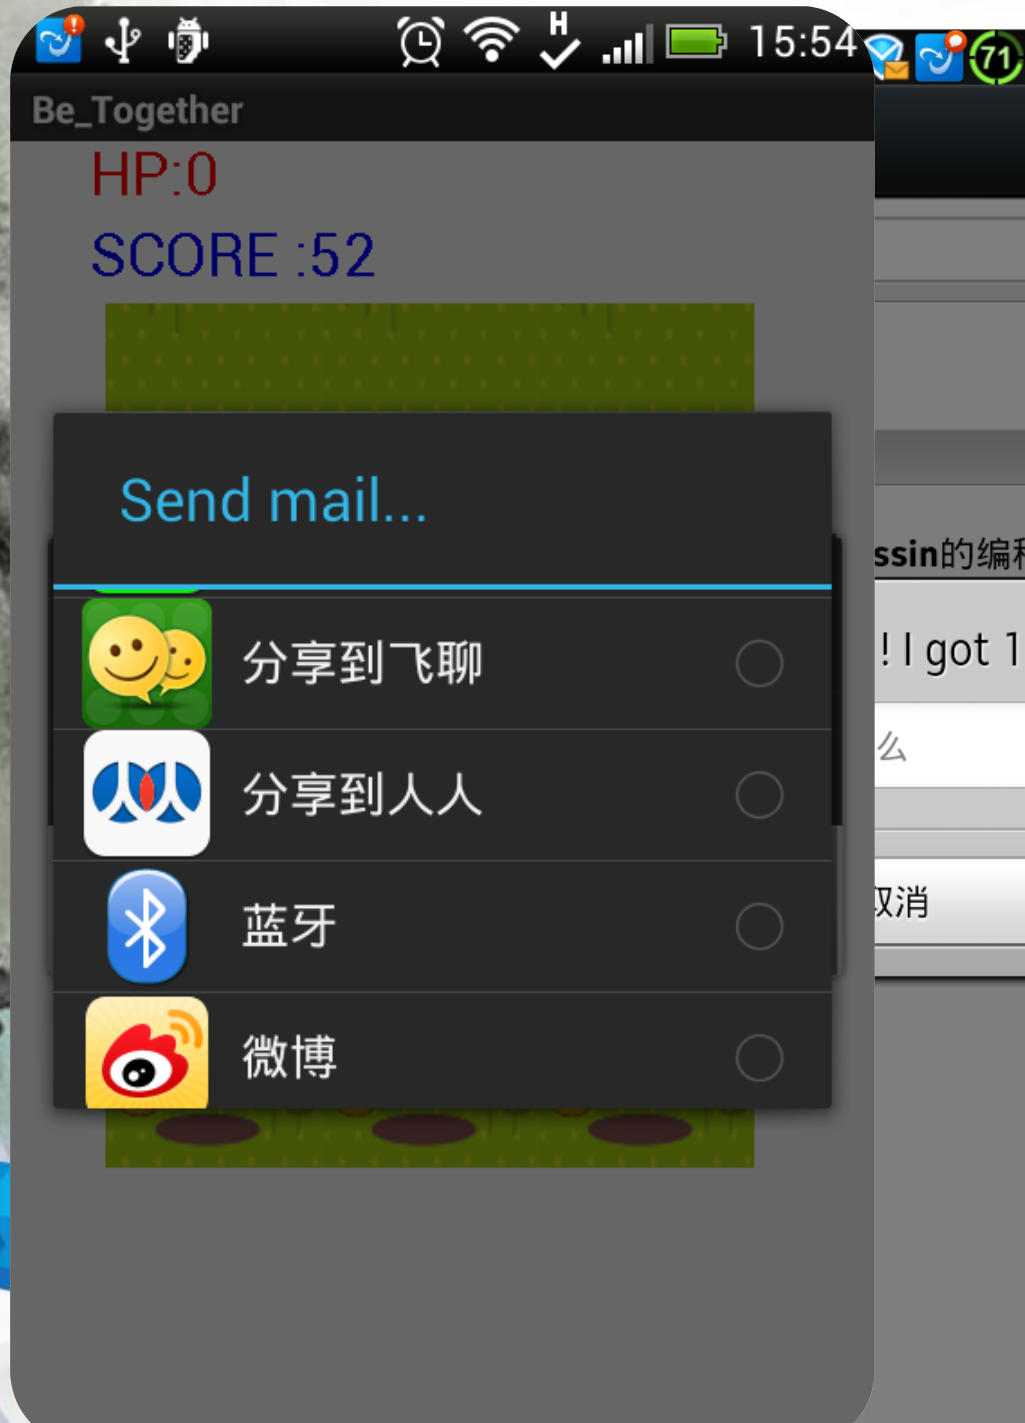 H
15:54
71
Be_Together
HP:0
SCORE :52
Send mail...
分享到飞聊
分享到人人
蓝牙
微博
ssin的编
! I got 1
么
取消